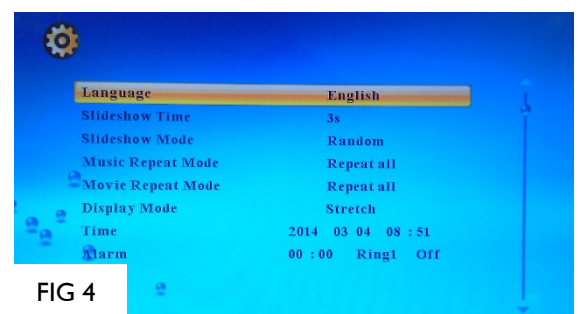 Language English
Slideshow Time 3s
Slideshow Mode Random
Music Repeat Mode Repeat all
Movie Repeat Mode Repeat all
Display Mode Stretch
Time 2014 03 04 08 : 51
Alarm 00 : 00 Ring1 Off
FIG 4